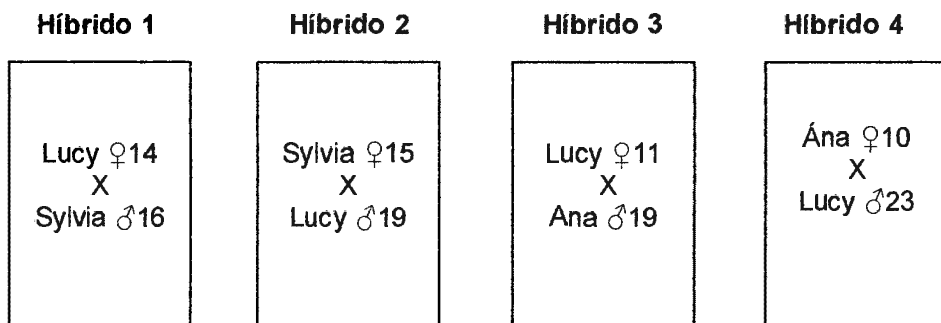 Híbrido 1
Híbrido 2
Híbrido 3
Híbrido 4
Lucy ♀14
X
Sylvia ♂16
Sylvia ♀15
X
Lucy ♂19
Lucy ♀11
X
Ana ♂19
Ána ♀10
X
Lucy ♂23